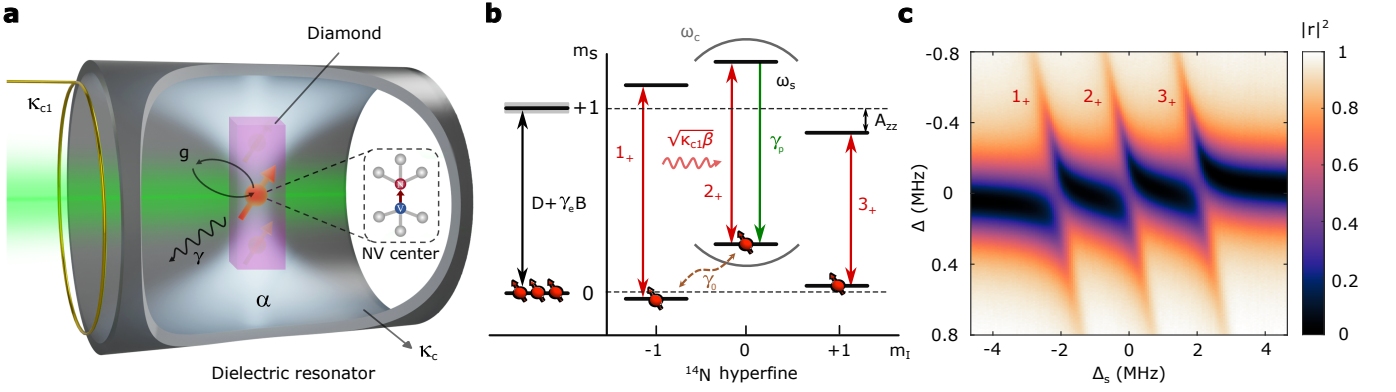 a
Diamond
κc1
g
γ
N
V
NV center
α
κc
Dielectric resonator
b
ms
ωc
ωs
+1
Azz
√κc1β
γp
1+
2+
3+
D+γeB
γ0
0
-1
0
+1
mI
14N hyperfine
c
|r|2
-0.8
-0.4
0
0.4
0.8
Δ (MHz)
1+
2+
3+
-4
-2
0
2
4
Δs (MHz)
1
0.8
0.6
0.4
0.2
0